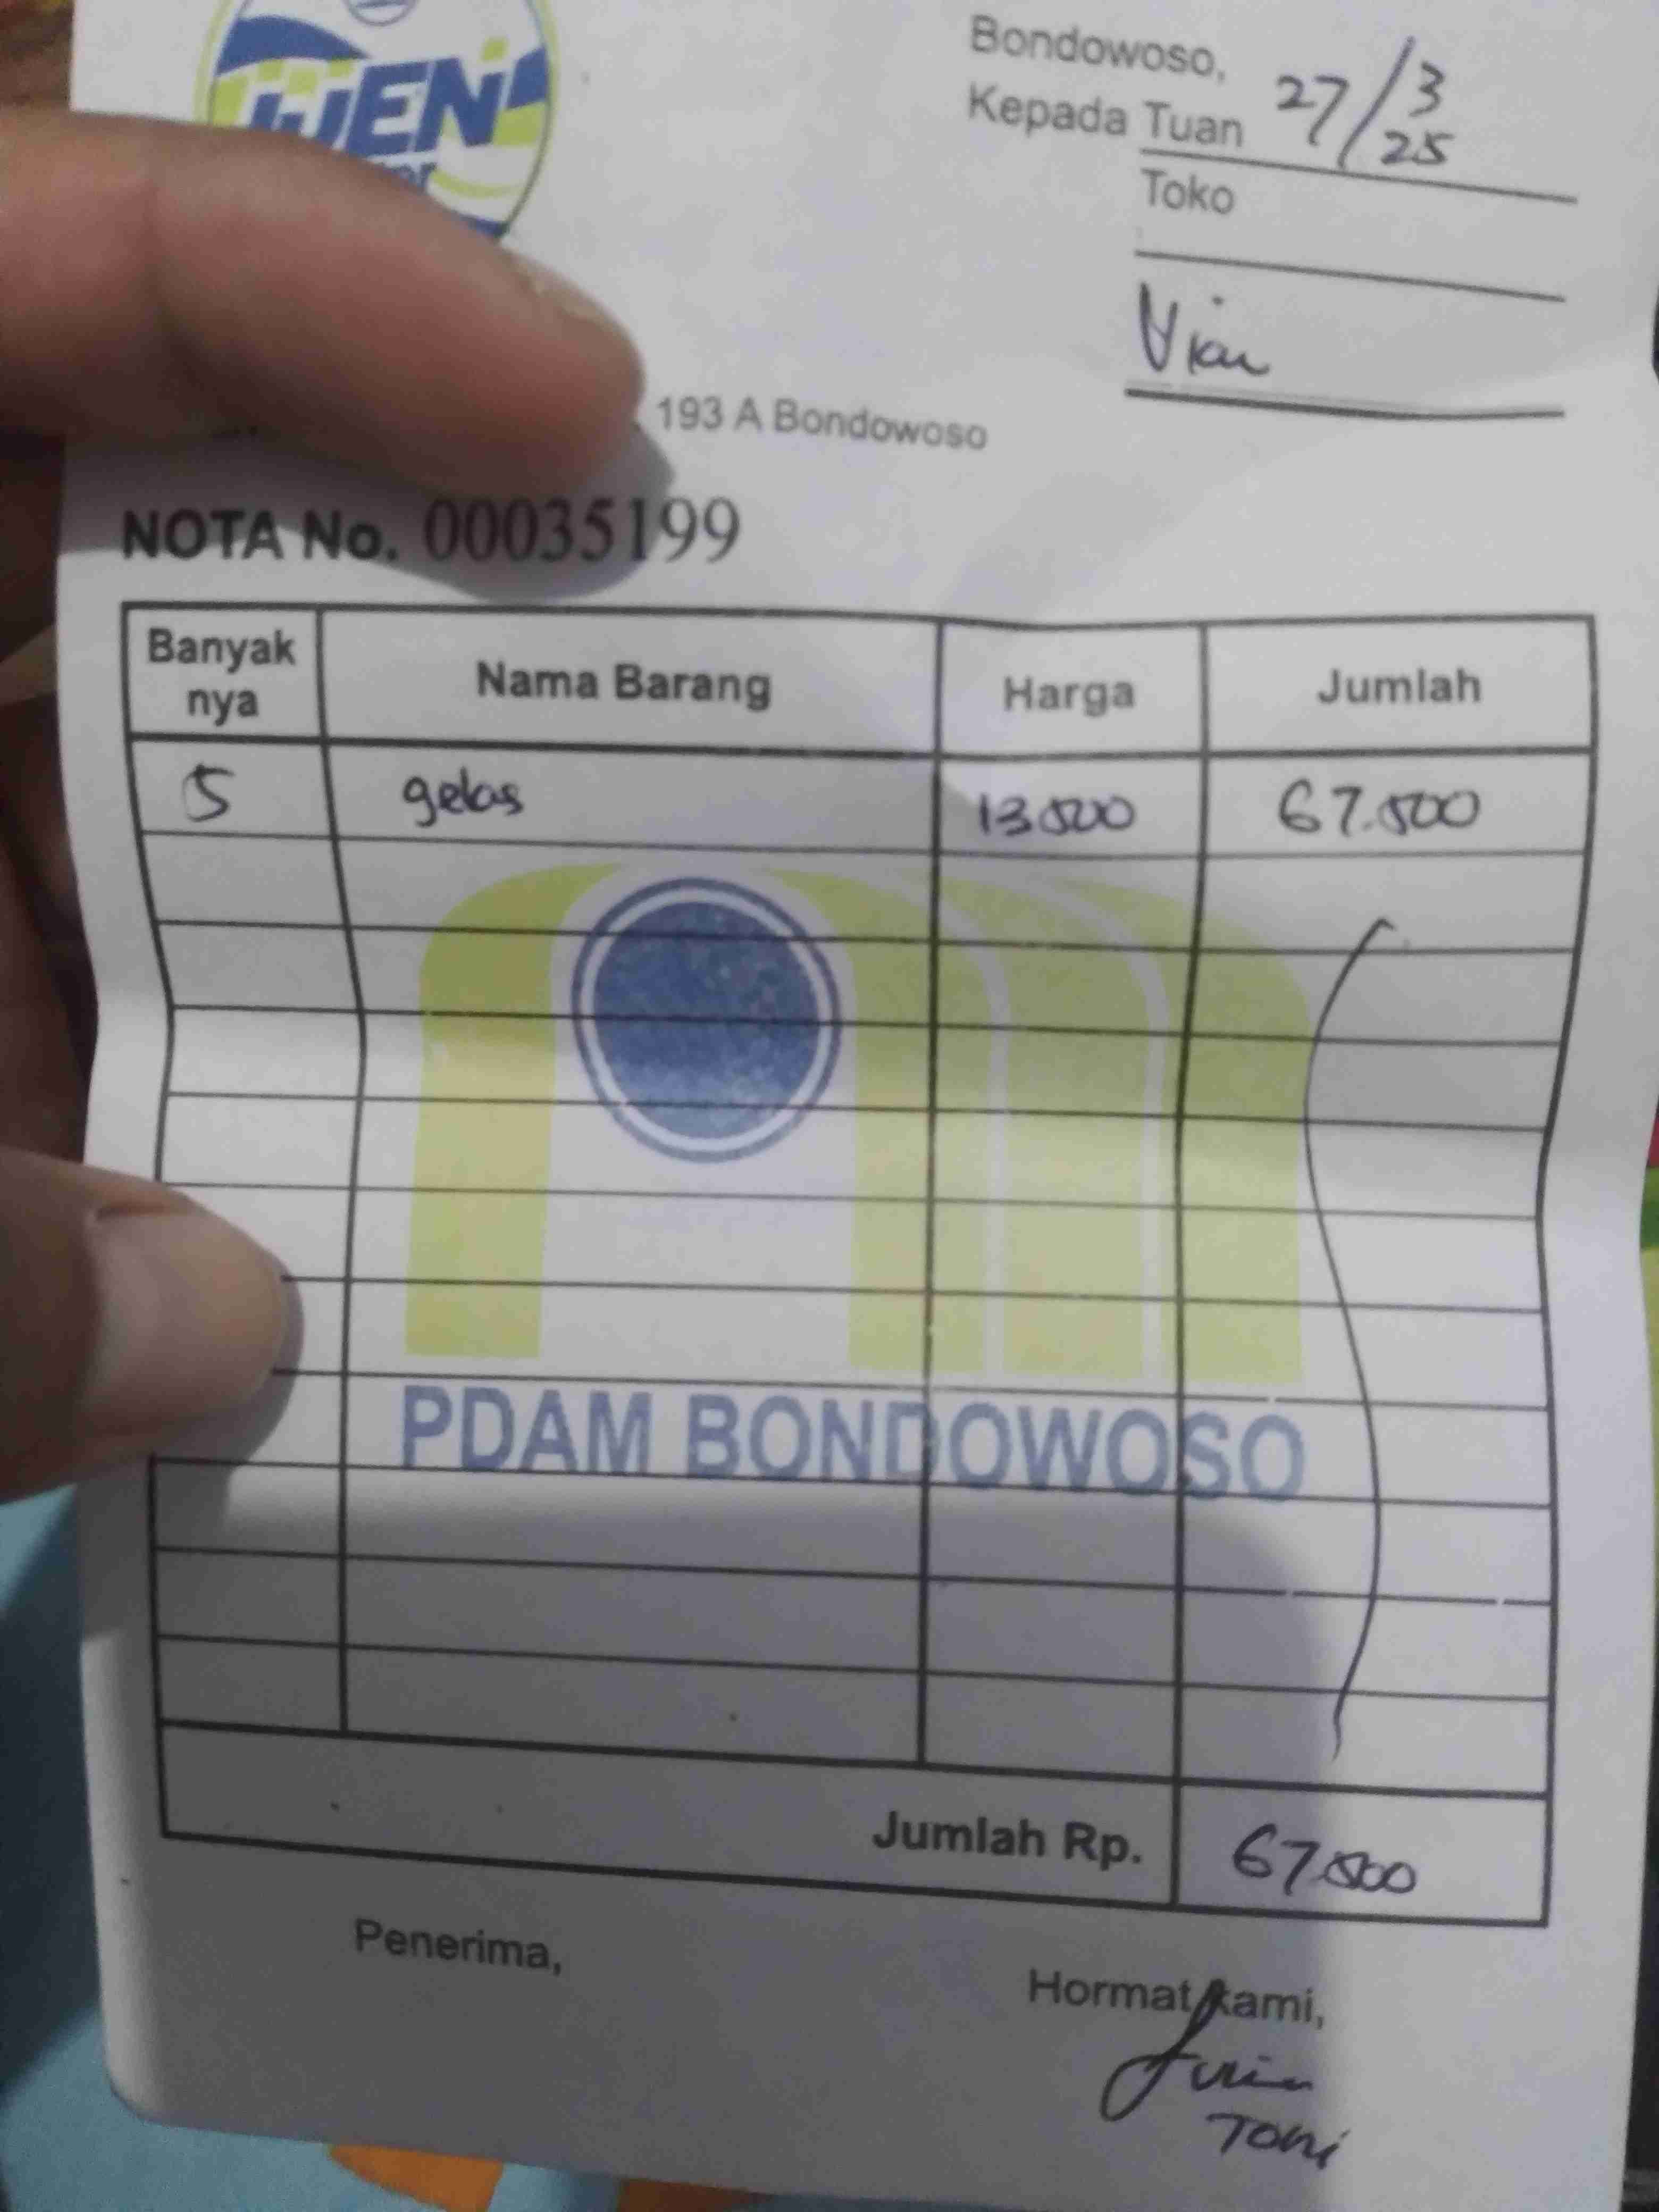 IJEN
Bondowoso, 27/3 25
Kepada Tuan
Toko
Vian
193 A Bondowoso
NOTA No. 00035199
Banyak nya Nama Barang Harga Jumlah
5 gelas 13.500 67.500
PDAM BONDOWOSO
Jumlah Rp. 67.500
Penerima,
Hormat kami,
Toni